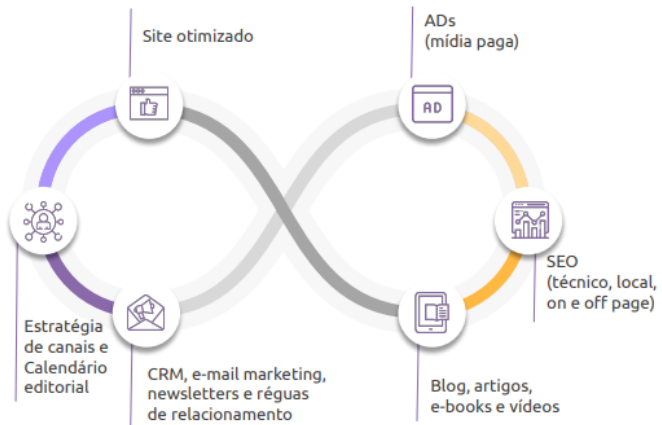 Site otimizado
ADs
(mídia paga)
AD
SEO
(técnico, local,
on e off page)
Estratégia
de canais e
Calendário
editorial
CRM, e-mail marketing,
newsletters e réguas
de relacionamento
Blog, artigos,
e-books e vídeos